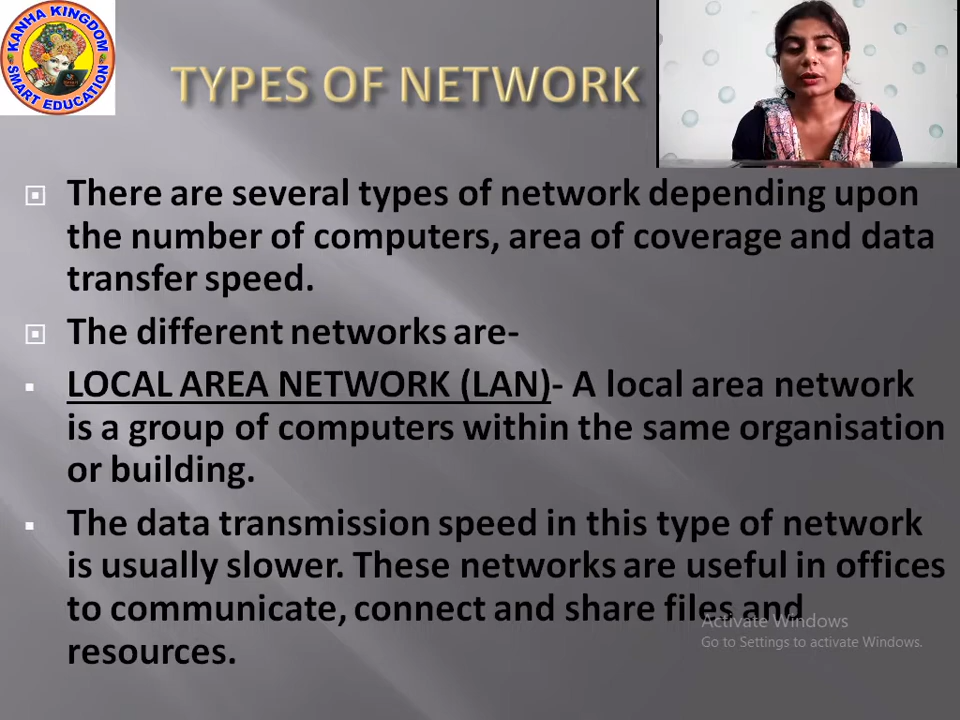 KANHA KINGDOM
SMART EDUCATION
TYPES OF NETWORK
There are several types of network depending upon
the number of computers, area of coverage and data
transfer speed.
The different networks are-
LOCAL AREA NETWORK (LAN)- A local area network
is a group of computers within the same organisation
or building.
The data transmission speed in this type of network
is usually slower. These networks are useful in offices
to communicate, connect and share files and
resources.
Activate Windows
Go to Settings to activate Windows.